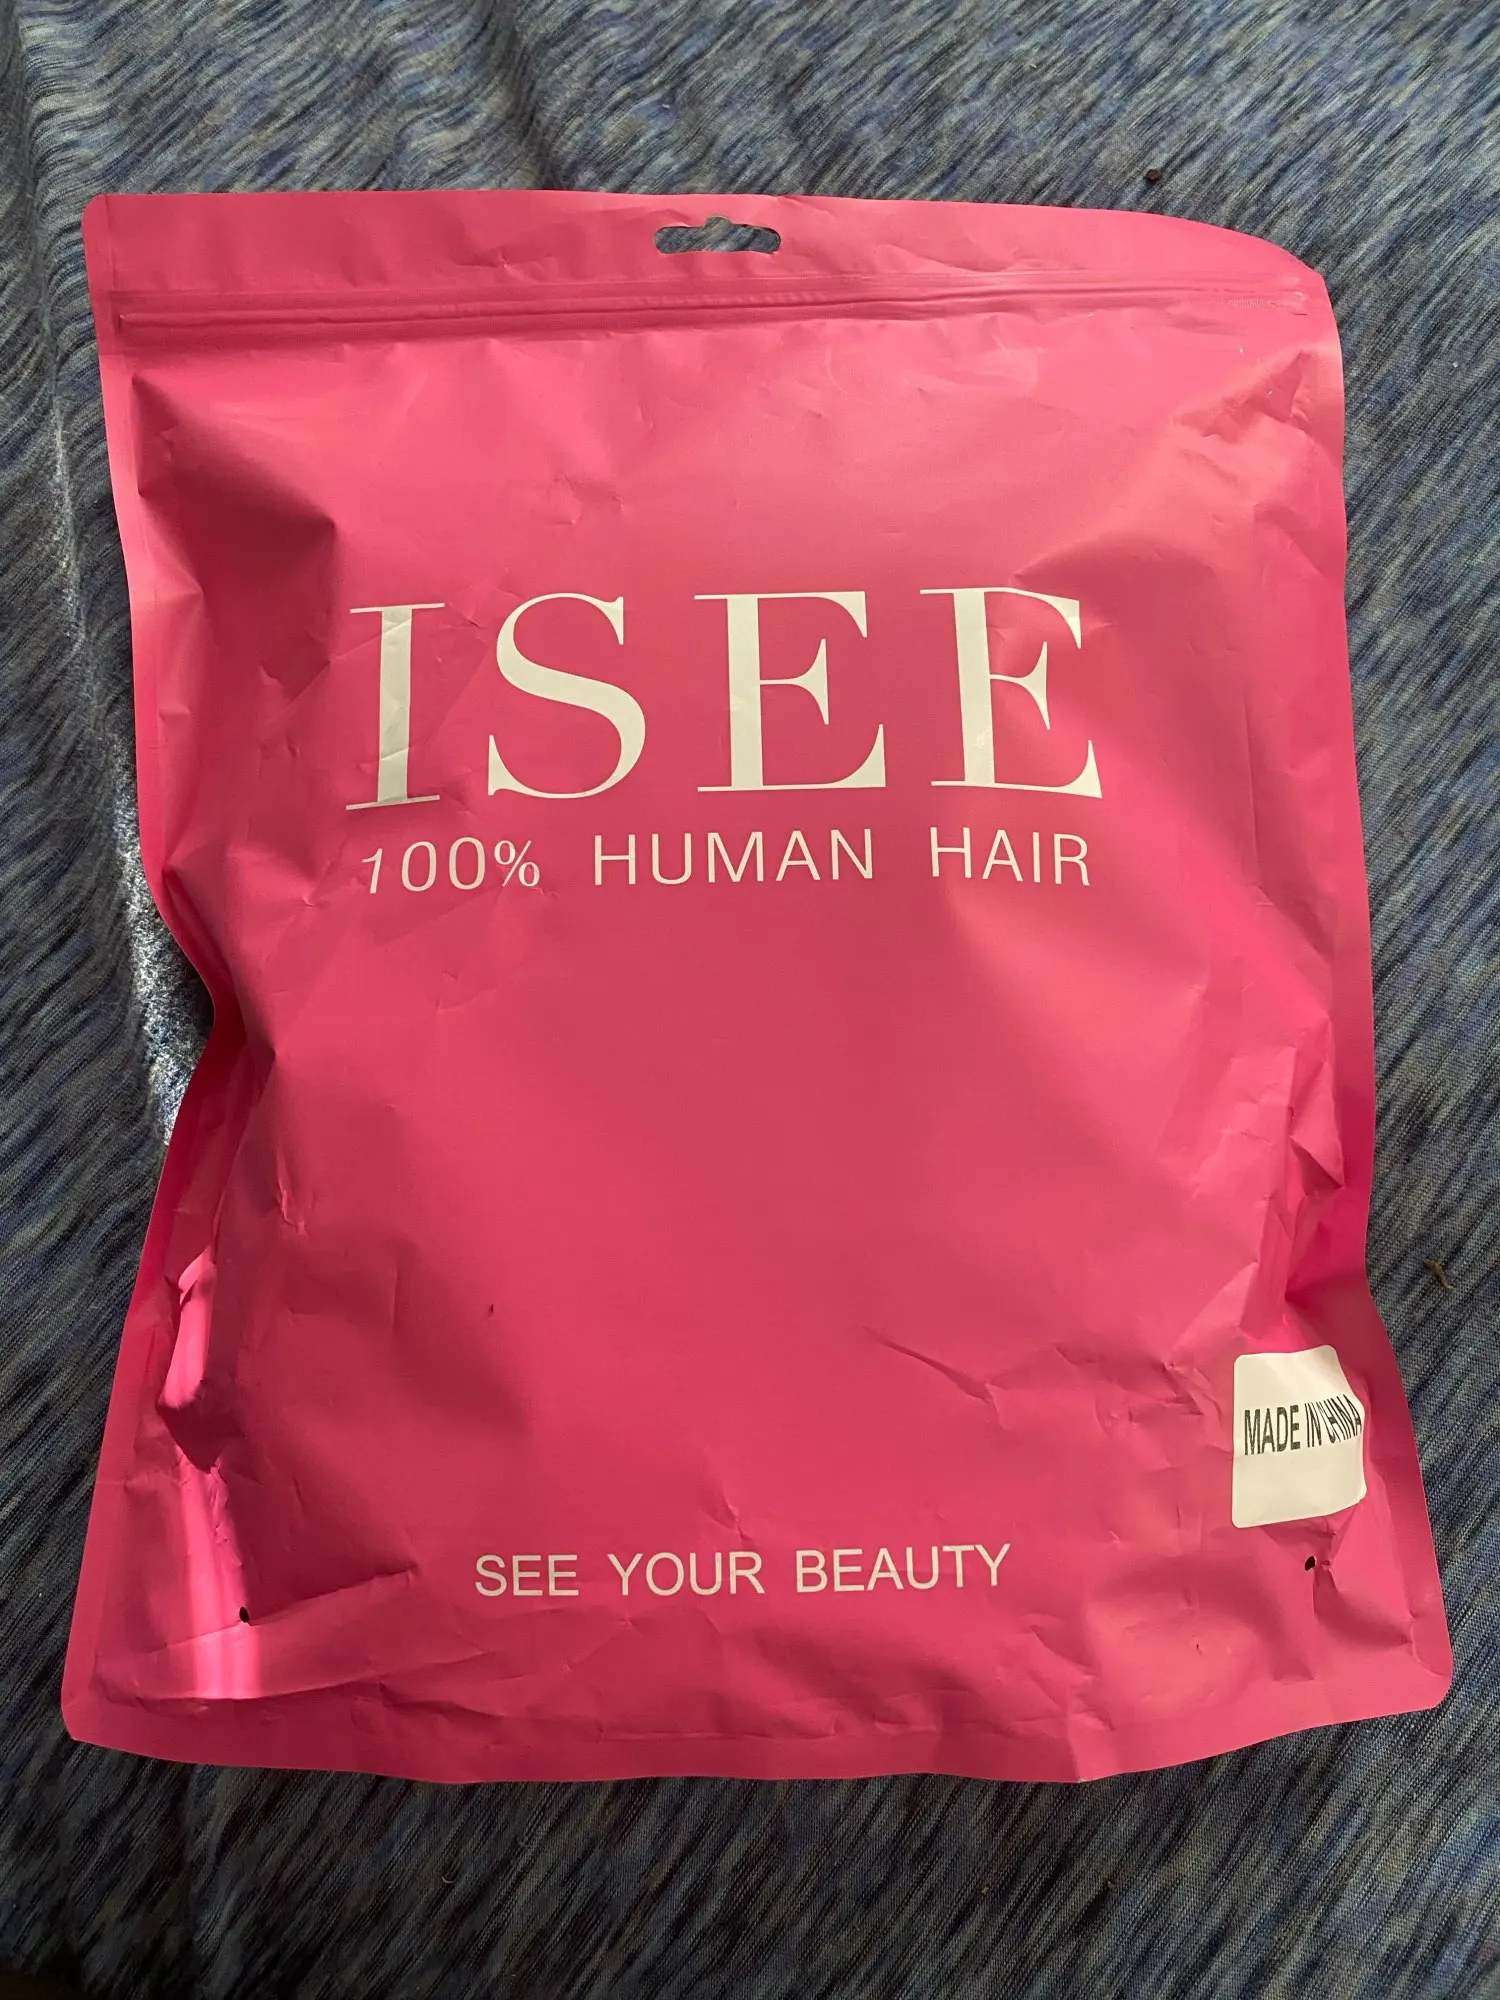 ISEE
100% HUMAN HAIR
MADE IN CHINA
SEE YOUR BEAUTY